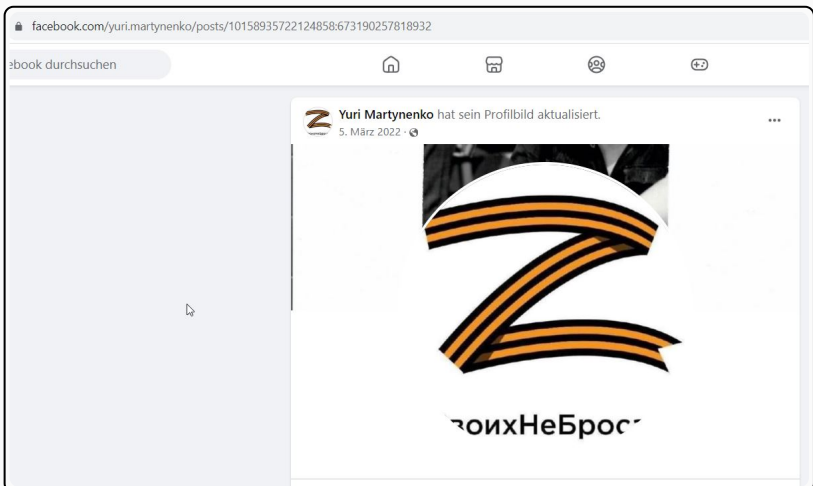 facebook.com/yuri.martynenko/posts/10158935722124858:673190257818932
ebook durchsuchen
Yuri Martynenko hat sein Profilbild aktualisiert.
5. März 2022 ·
Z
воихНеБрос